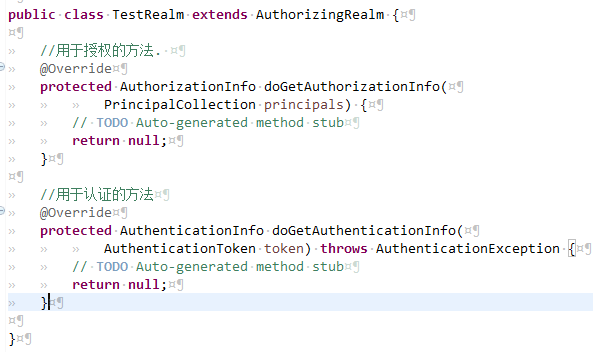 public class TestRealm extends AuthorizingRealm {
//用于授权的方法.
@Override
protected AuthorizationInfo doGetAuthorizationInfo(
PrincipalCollection principals) {
// TODO Auto-generated method stub
return null;
}
//用于认证的方法
@Override
protected AuthenticationInfo doGetAuthenticationInfo(
AuthenticationToken token) throws AuthenticationException {
// TODO Auto-generated method stub
return null;
}
}